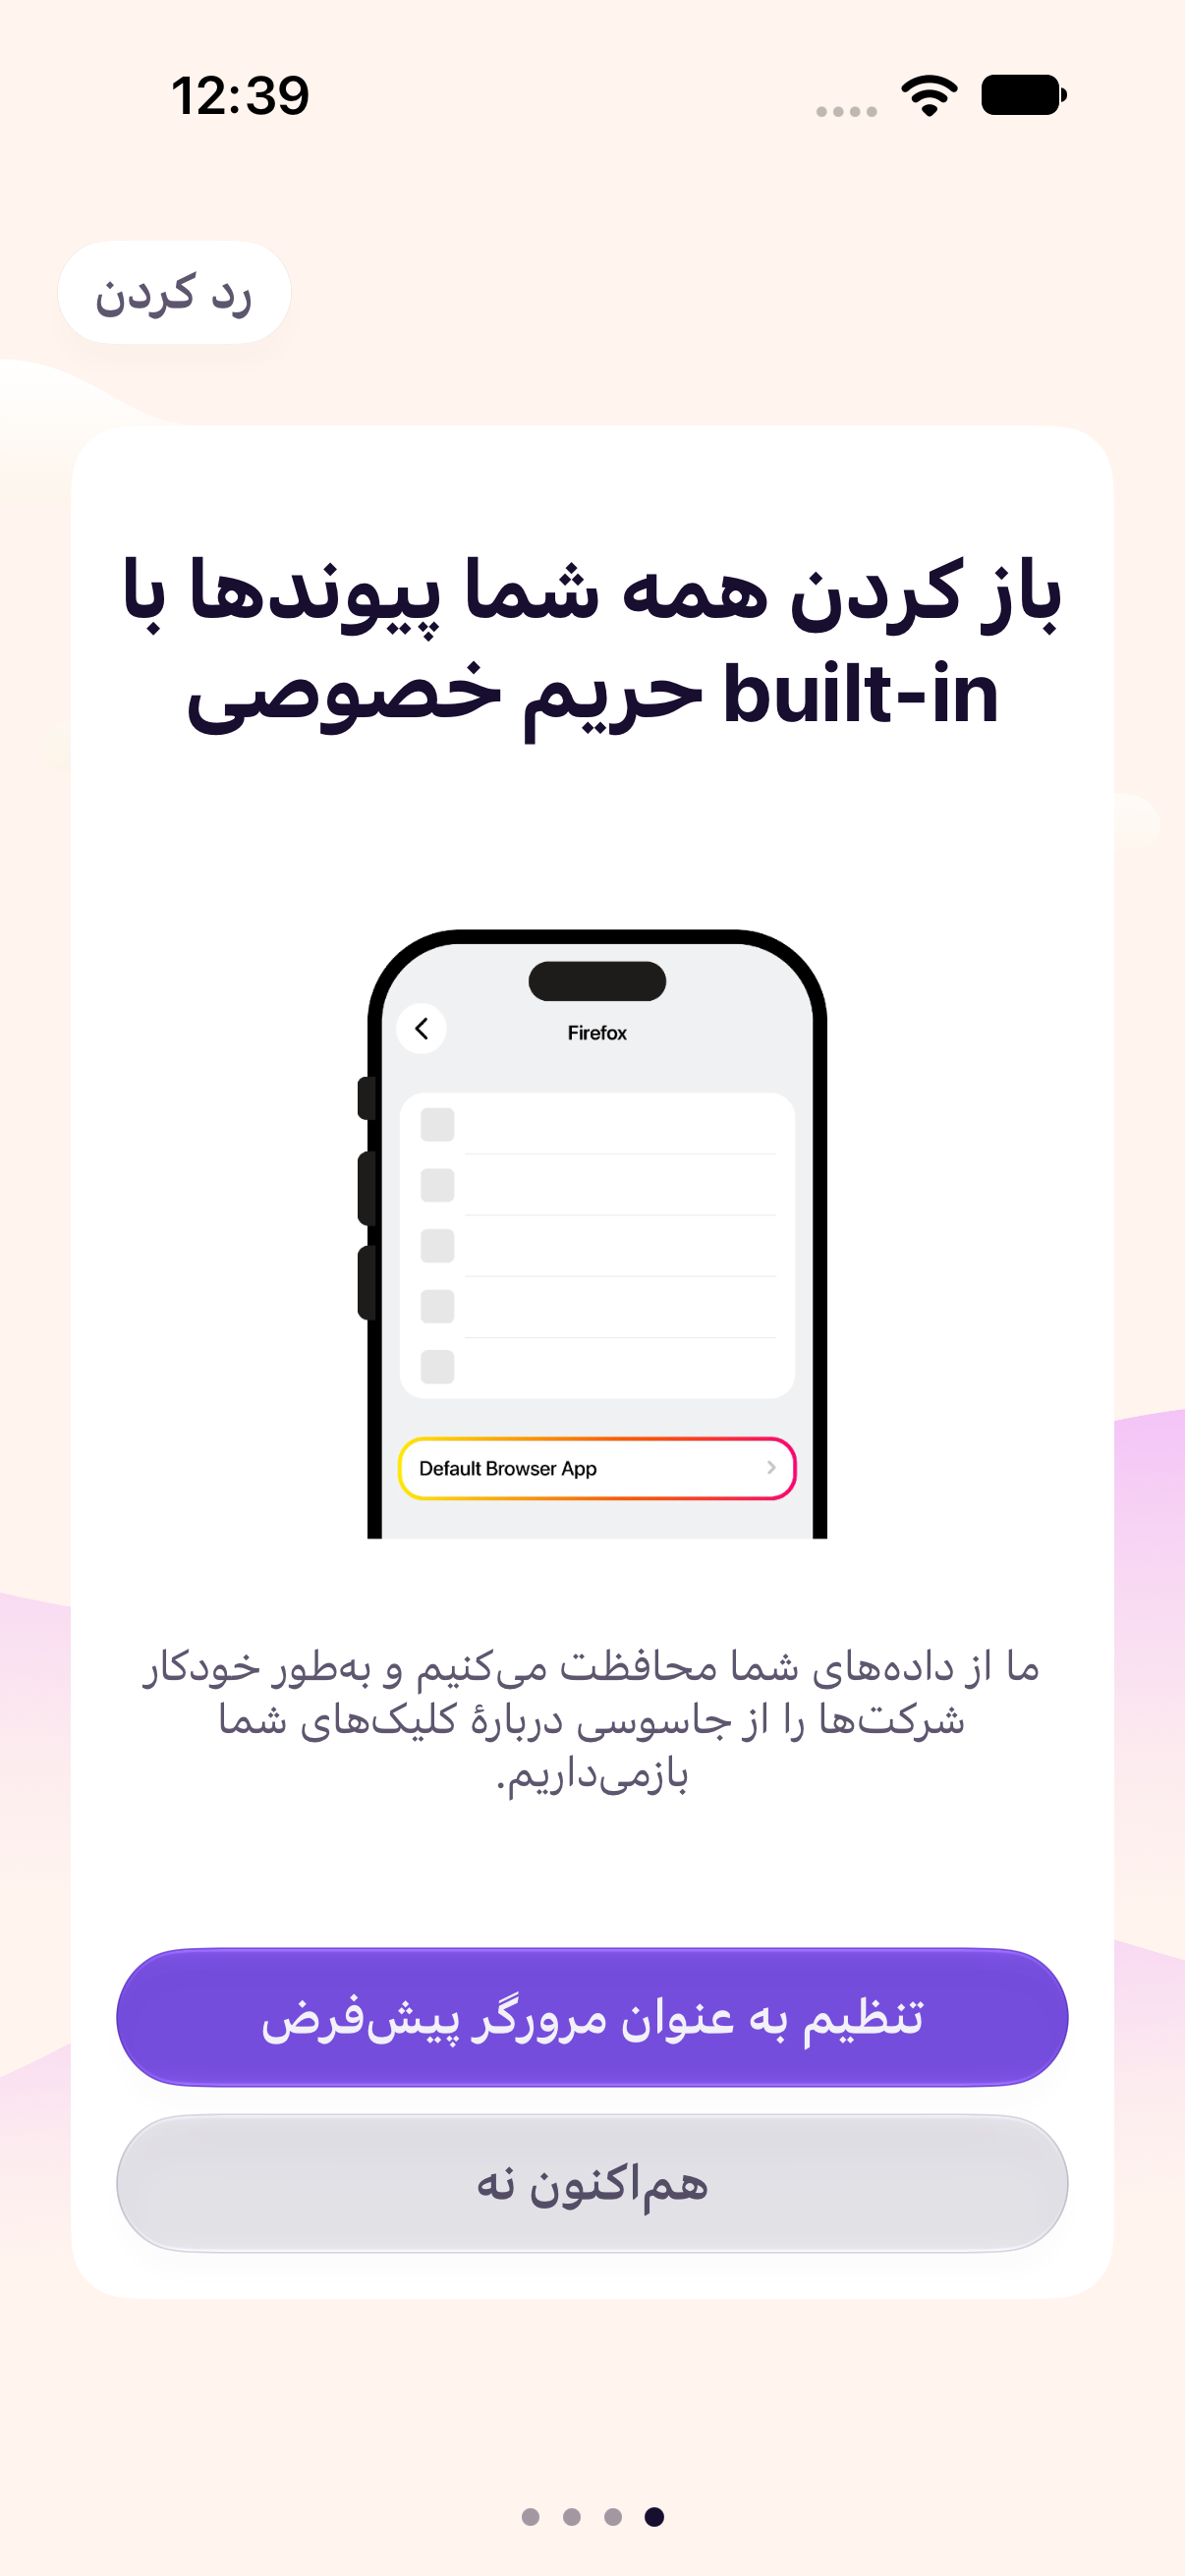 12:39
رد کردن
باز کردن همه شما پیوندها با
built-in حریم خصوصی
Firefox
Default Browser App
ما از داده‌های شما محافظت می‌کنیم و به‌طور خودکار
شرکت‌ها را از جاسوسی دربارهٔ کلیک‌های شما
بازمی‌داریم.
تنظیم به عنوان مرورگر پیش‌فرض
هم‌اکنون نه